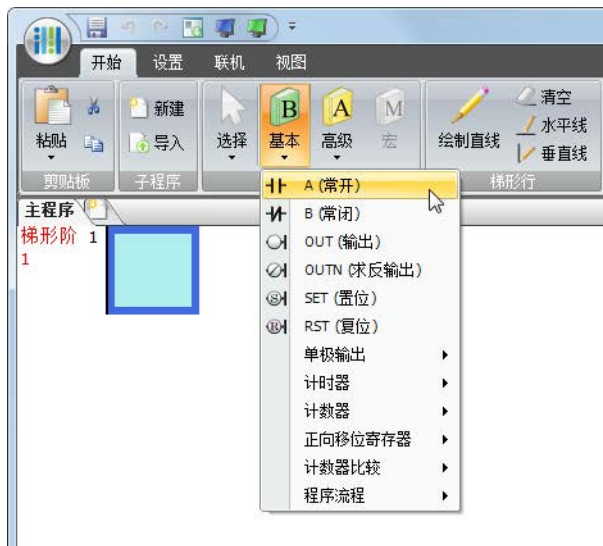 开始 设置 联机 视图
粘贴 新建 导入 选择 B 基本 A 高级 M 宏 绘制直线 清空 水平线 垂直线
剪贴板 子程序 梯形行
主程序
梯形阶 1
1
A (常开)
B (常闭)
OUT (输出)
OUTN (求反输出)
S SET (置位)
R RST (复位)
单极输出
计时器
计数器
正向移位寄存器
计数器比较
程序流程